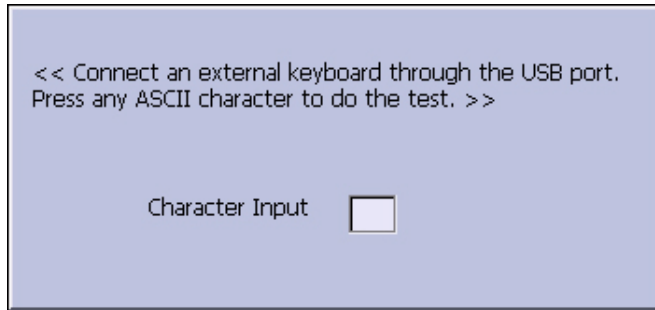 << Connect an external keyboard through the USB port.
Press any ASCII character to do the test. >>
Character Input